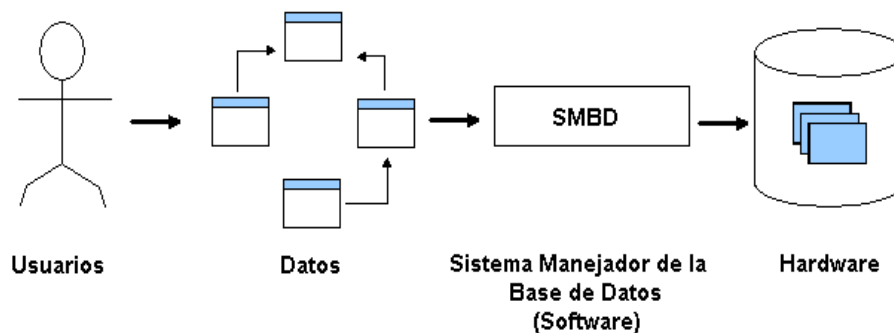 SMBD
Usuarios
Datos
Sistema Manejador de la
Base de Datos
(Software)
Hardware